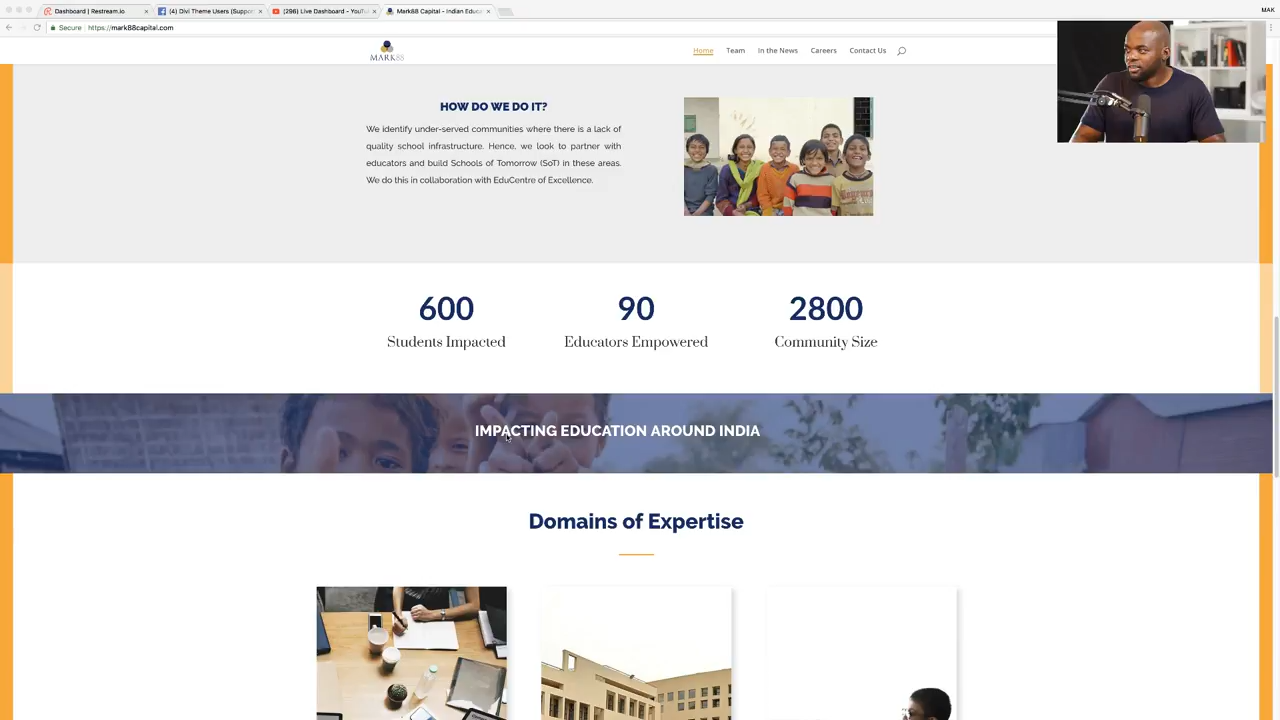 Dashboard | Restream.io
(4) Divi Theme Users (Suppor
(296) Live Dashboard - YouTu
Mark88 Capital - Indian Educ
MAK
Secure
https://mark88capital.com
MARK88
Home
Team
In the News
Careers
Contact Us
HOW DO WE DO IT?
We identify under-served communities where there is a lack of
quality school infrastructure. Hence, we look to partner with
educators and build Schools of Tomorrow (SoT) in these areas.
We do this in collaboration with EduCentre of Excellence.
600
Students Impacted
90
Educators Empowered
2800
Community Size
IMPACTING EDUCATION AROUND INDIA
Domains of Expertise